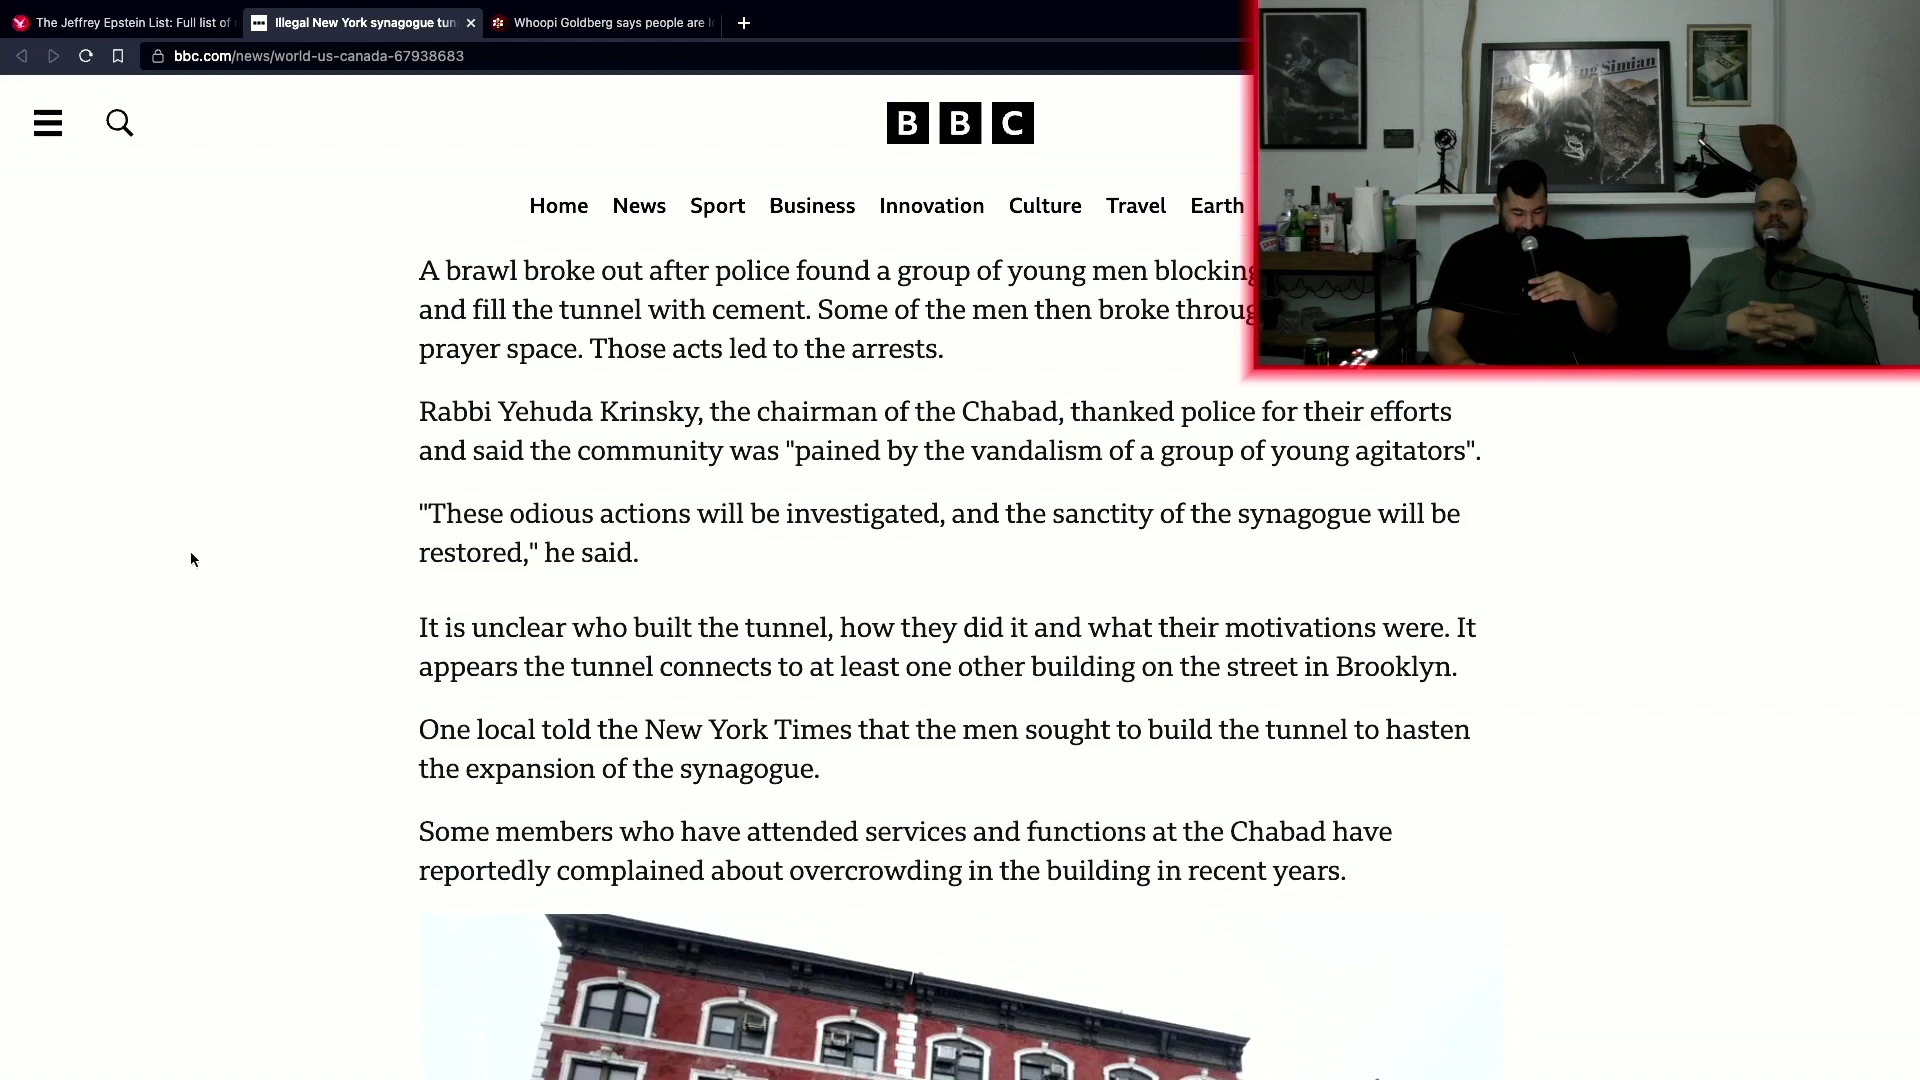 The Jeffrey Epstein List: Full list of
Illegal New York synagogue tun
Whoopi Goldberg says people are
bbc.com/news/world-us-canada-67938683
BBC
Home News Sport Business Innovation Culture Travel Earth
A brawl broke out after police found a group of young men blocking
and fill the tunnel with cement. Some of the men then broke throug
prayer space. Those acts led to the arrests.
Rabbi Yehuda Krinsky, the chairman of the Chabad, thanked police for their efforts
and said the community was "pained by the vandalism of a group of young agitators".
"These odious actions will be investigated, and the sanctity of the synagogue will be
restored," he said.
It is unclear who built the tunnel, how they did it and what their motivations were. It
appears the tunnel connects to at least one other building on the street in Brooklyn.
One local told the New York Times that the men sought to build the tunnel to hasten
the expansion of the synagogue.
Some members who have attended services and functions at the Chabad have
reportedly complained about overcrowding in the building in recent years.
Simian